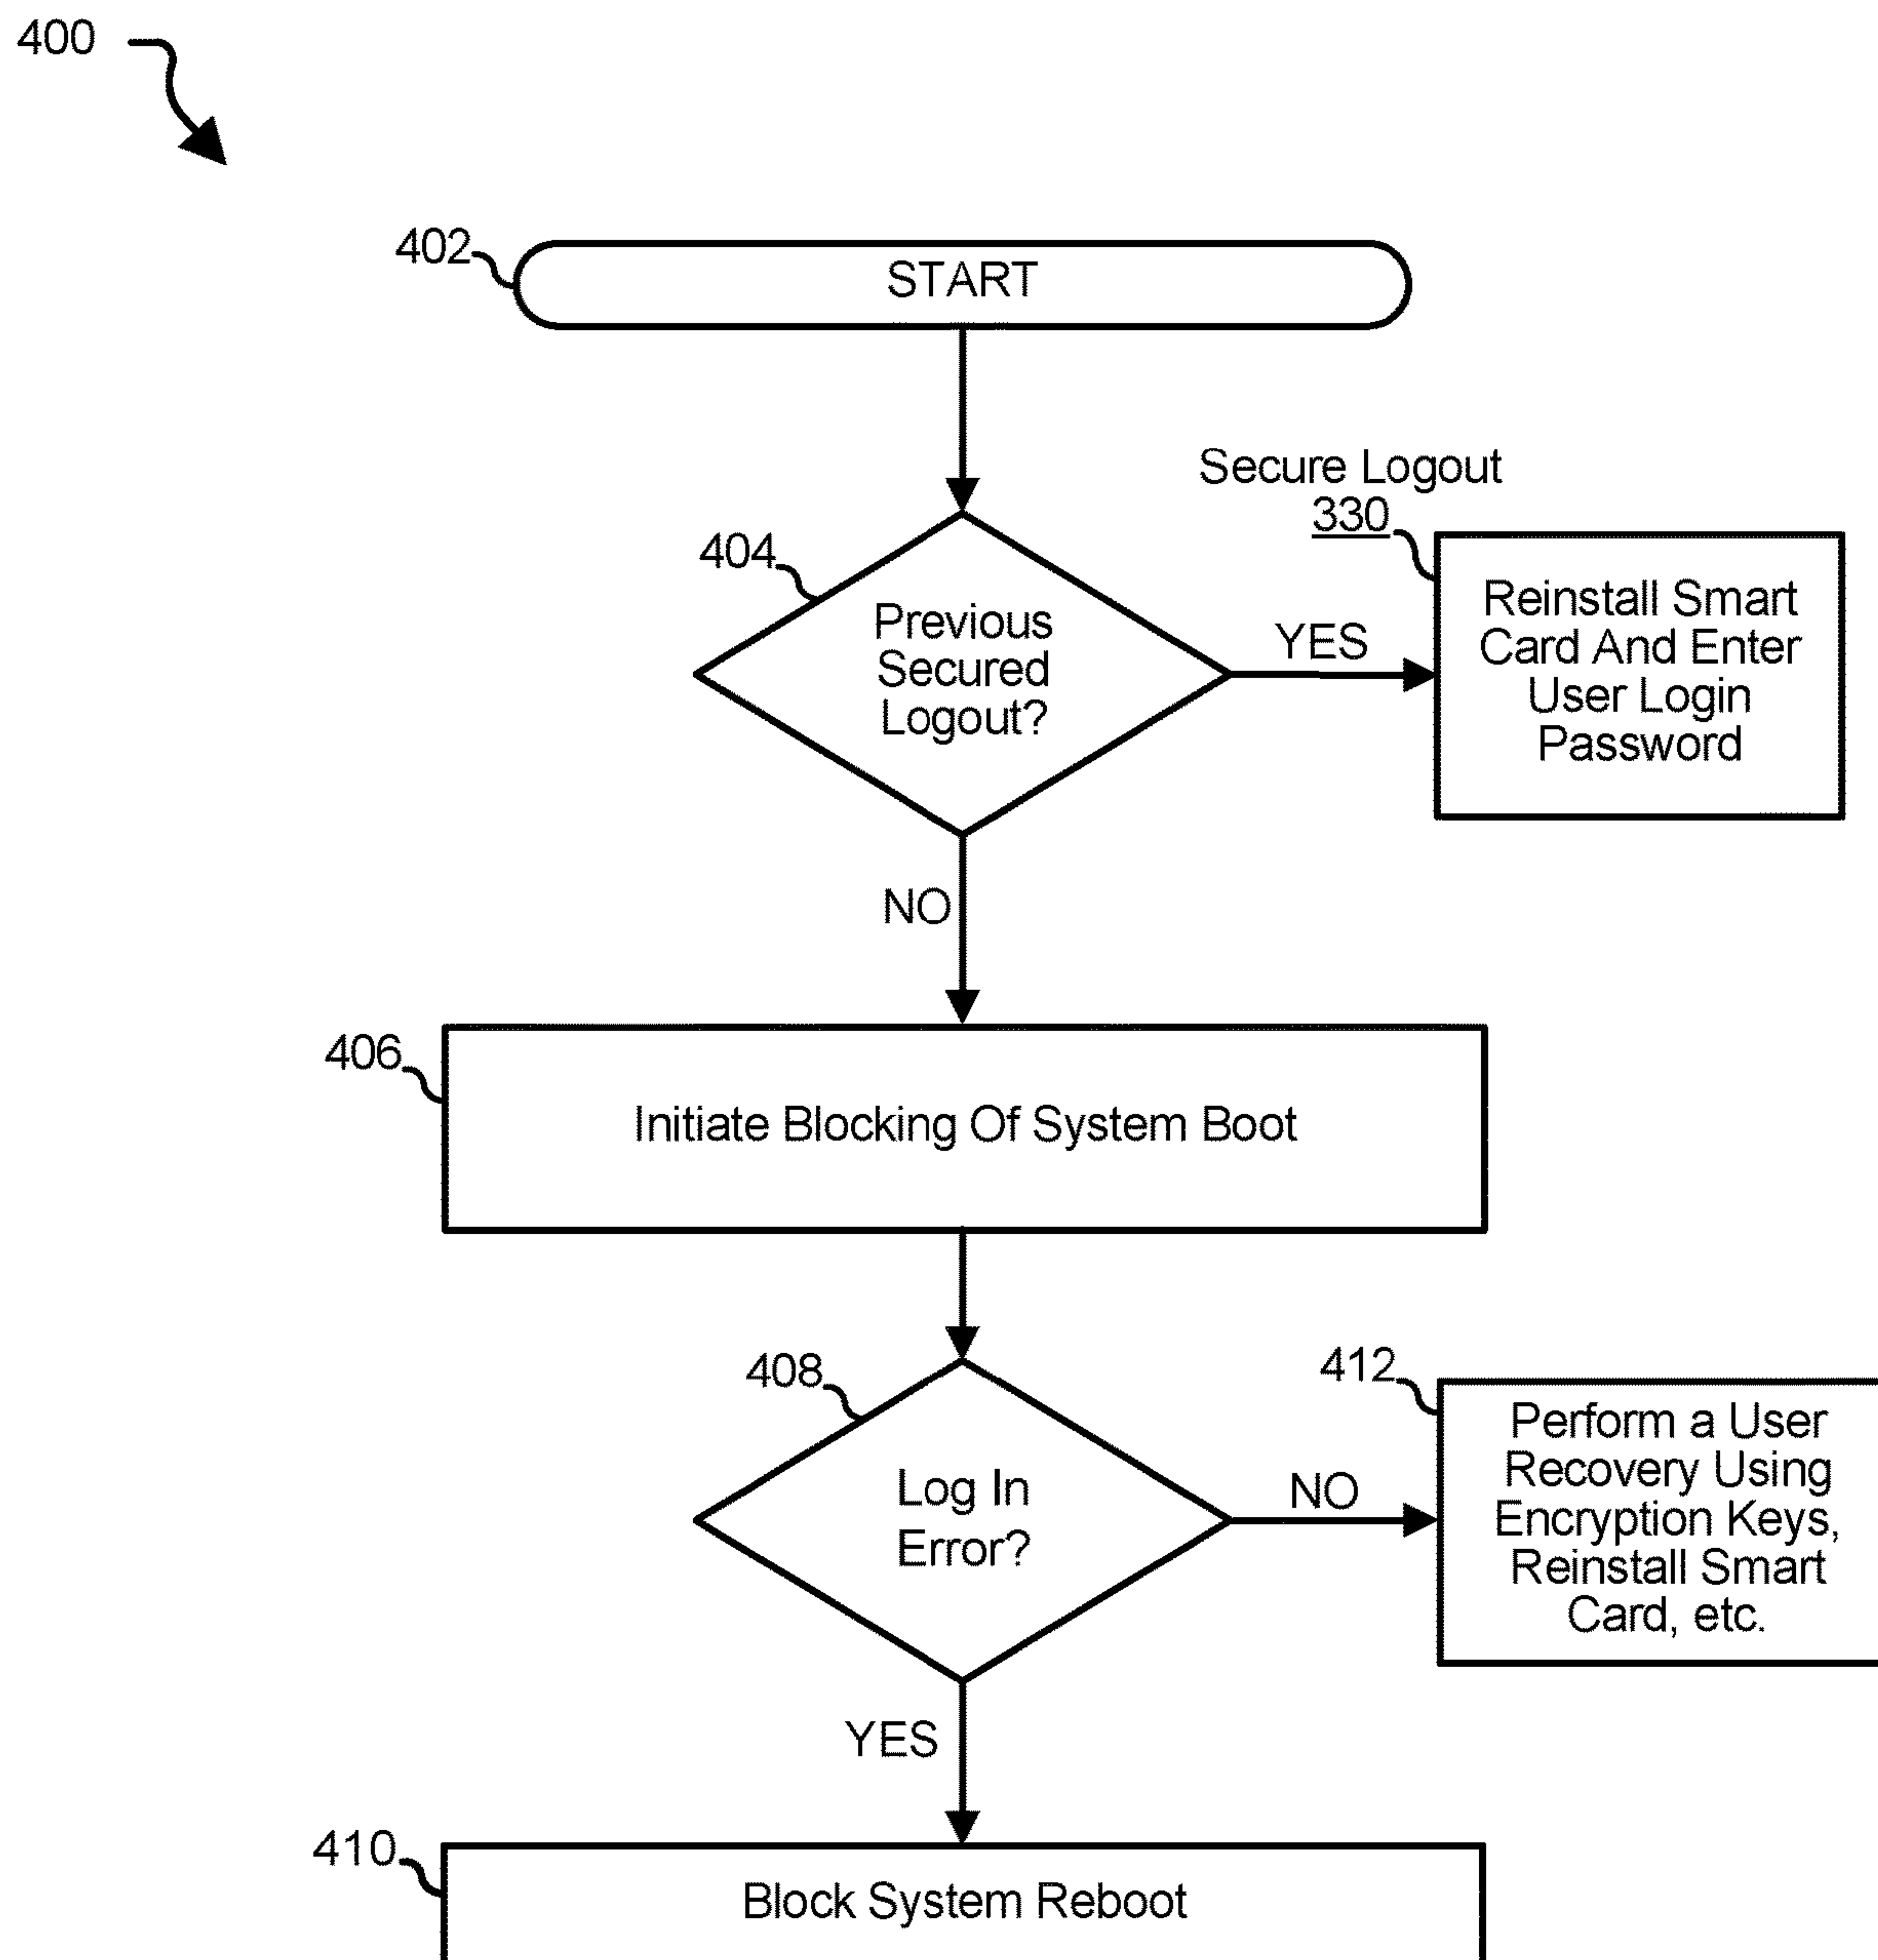 400
402
START
Secure Logout
330
404
Previous
Secured
Logout?
YES
Reinstall Smart
Card And Enter
User Login
Password
NO
406
Initiate Blocking Of System Boot
408
Log In
Error?
NO
412
Perform a User
Recovery Using
Encryption Keys,
Reinstall Smart
Card, etc.
YES
410
Block System Reboot